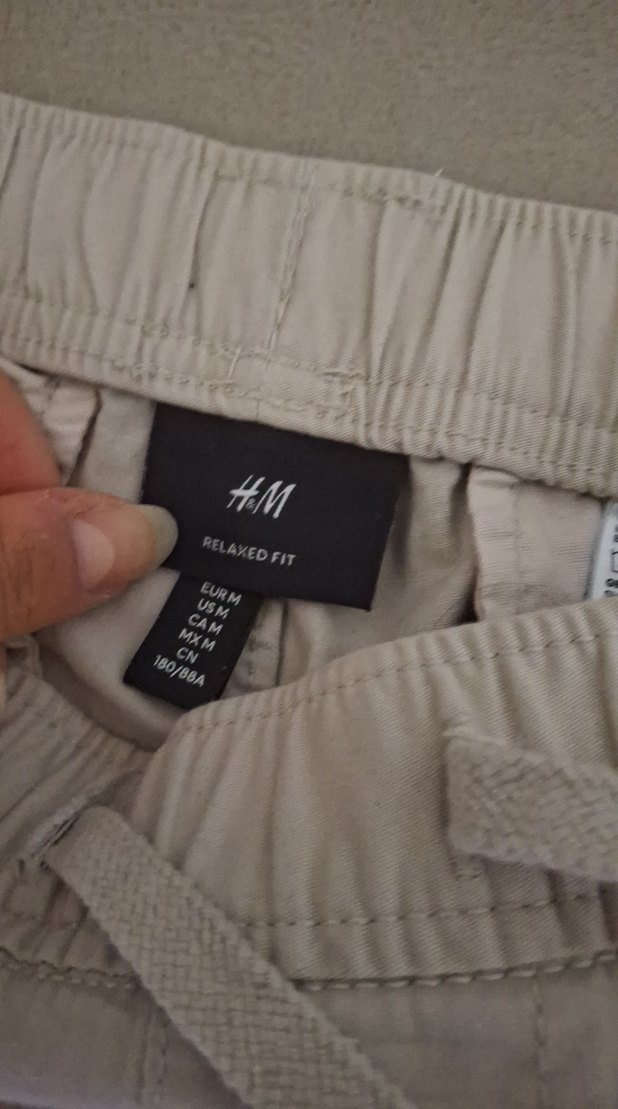 H&M
RELAXED FIT
EUR M
US M
CA M
MX M
CN
180/88A